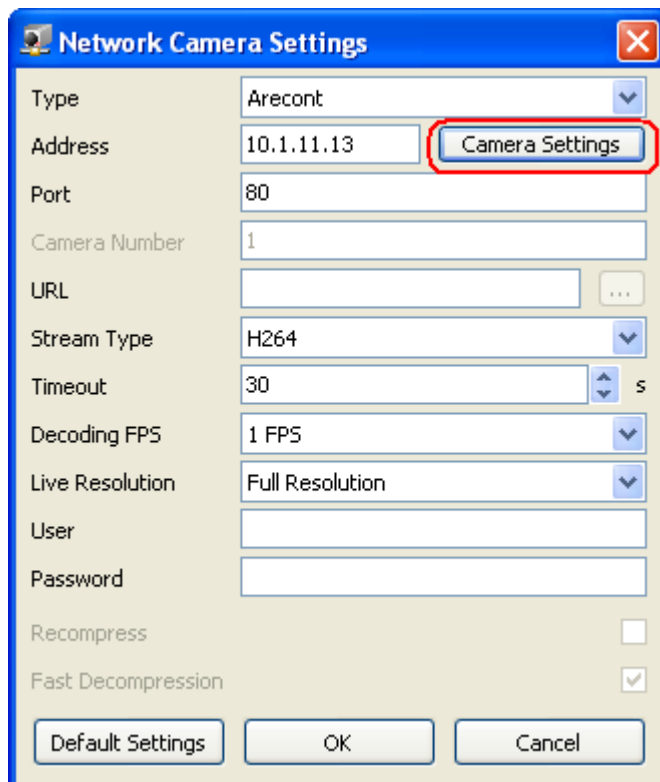 Network Camera Settings
Type Arecont
Address 10.1.11.13 Camera Settings
Port 80
Camera Number 1
URL ...
Stream Type H264
Timeout 30 s
Decoding FPS 1 FPS
Live Resolution Full Resolution
User
Password
Recompress
Fast Decompression
Default Settings OK Cancel